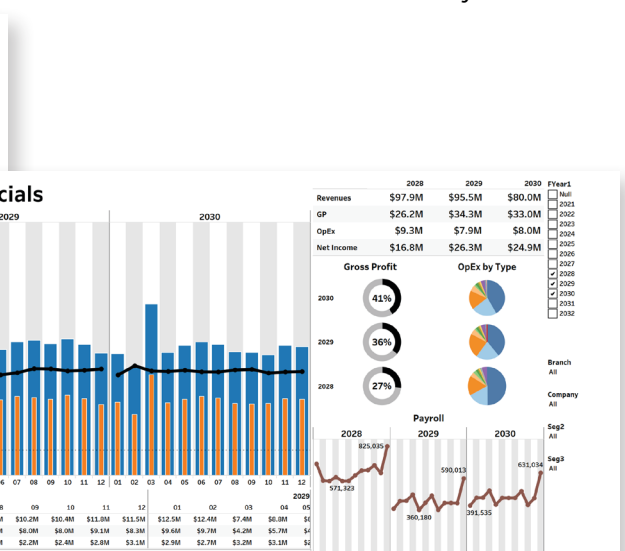 cials
2029
2030
06 07 08 09 10 11 12 01 02 03 04 05 06 07 08 09 10 11 12
2029
09 10 11 12 01 02 03 04 05
$10.2M $10.4M $11.8M $11.5M $12.5M $12.4M $7.4M $8.8M
$8.0M $8.0M $9.1M $8.3M $9.6M $9.7M $4.2M $5.7M
$2.2M $2.4M $2.8M $3.1M $2.9M $2.7M $3.2M $3.1M
2028 2029 2030
Revenues $97.9M $95.5M $80.0M
GP $26.2M $34.3M $33.0M
OpEx $9.3M $7.9M $8.0M
Net Income $16.8M $26.3M $24.9M
Gross Profit OpEx by Type
2030 41%
2029 36%
2028 27%
Payroll
2028 2029 2030
825,035
571,323
590,013
360,180
631,034
391,535
FYear1
Null
2021
2022
2023
2024
2025
2026
2027
2028
2029
2030
2031
2032
Branch
All
Company
All
Seg2
All
Seg3
All